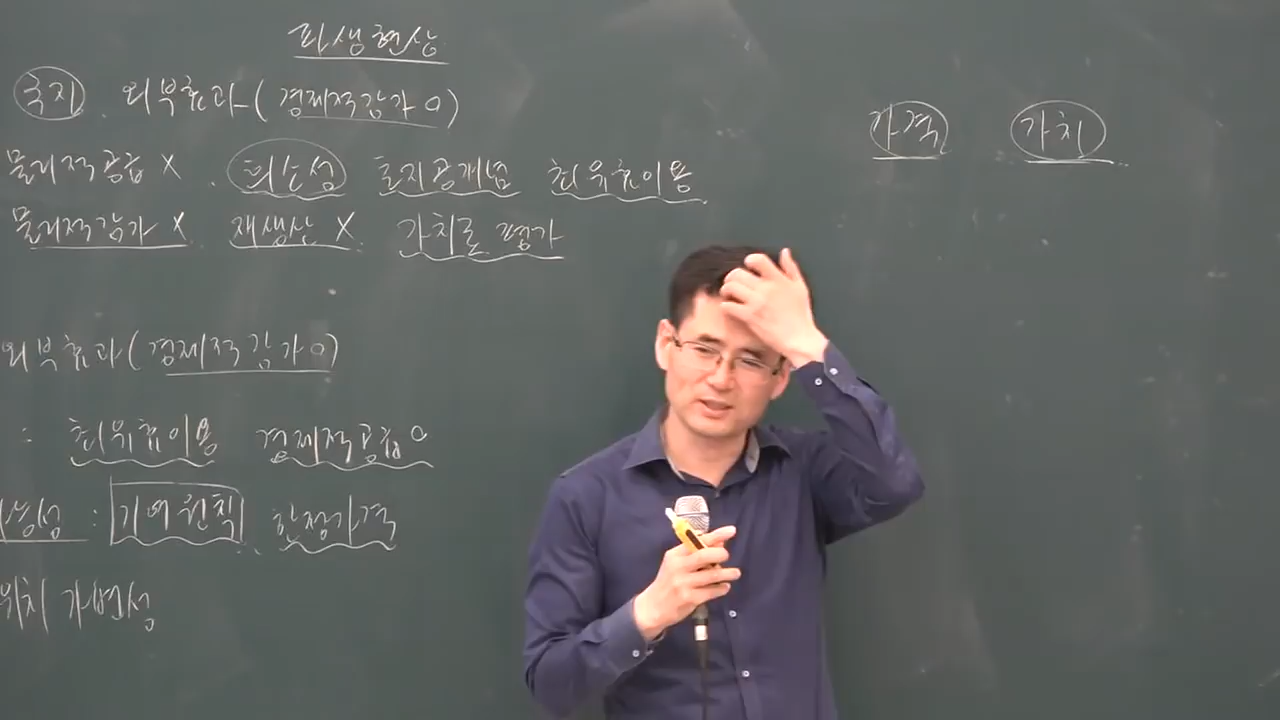 파생현상
국지 외부효과 (경제적감가 O)
물리적공급 X 희소성 토지공개념 최유효이용
물리적감가 X 재생산 X 가치로 평가
외부효과 (경제적감가 O)
: 최유효이용 경제적공급 O
: 기여원칙 한정가격
위치 가변성
가격 가치